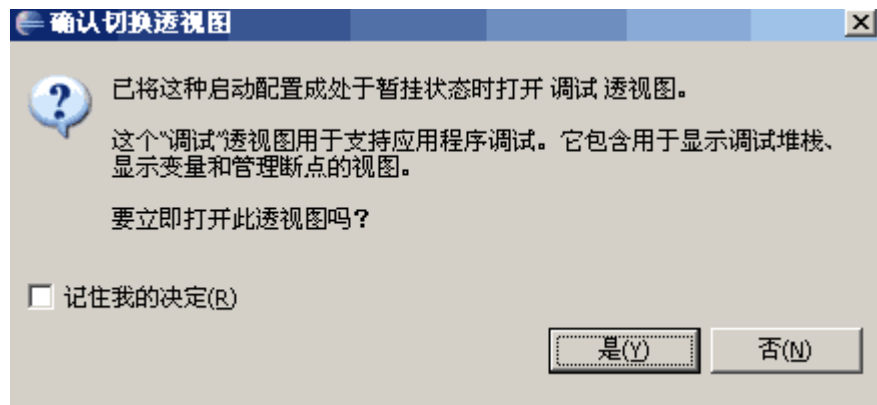 确认切换透视图
已将这种启动配置成处于暂挂状态时打开 调试 透视图。
这个“调试”透视图用于支持应用程序调试。它包含用于显示调试堆栈、
显示变量和管理断点的视图。
要立即打开此透视图吗?
记住我的决定(R)
是(Y) 否(N)